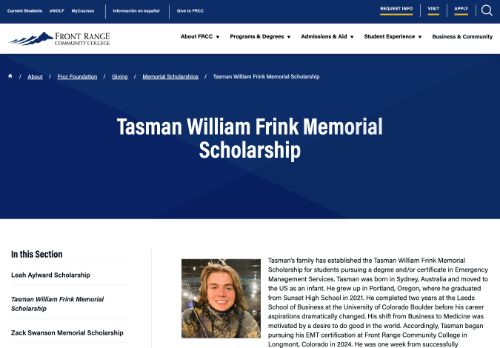 Current Students eWOLF MyCourses Información en español Give to FRCC REQUEST INFO VISIT APPLY
FRONT RANGE
COMMUNITY COLLEGE
About FRCC Programs & Degrees Admissions & Aid Student Experience Business & Community
/ About / Frcc Foundation / Giving / Memorial Scholarships / Tasman William Frink Memorial Scholarship
Tasman William Frink Memorial
Scholarship
In this Section
Leah Aylward Scholarship
Tasman William Frink Memorial
Scholarship
Zack Swanson Memorial Scholarship
Tasman's family has established the Tasman William Frink Memorial
Scholarship for students pursuing a degree and/or certificate in Emergency
Management Services. Tasman was born in Sydney, Australia and moved to
the US as an infant. He grew up in Portland, Oregon, where he graduated
from Sunset High School in 2021. He completed two years at the Leeds
School of Business at the University of Colorado Boulder before his career
aspirations dramatically changed. His shift from Business to Medicine was
motivated by a desire to do good in the world. Accordingly, Tasman began
pursuing his EMT certification at Front Range Community College in
Longmont, Colorado in 2024. He was one week from successfully